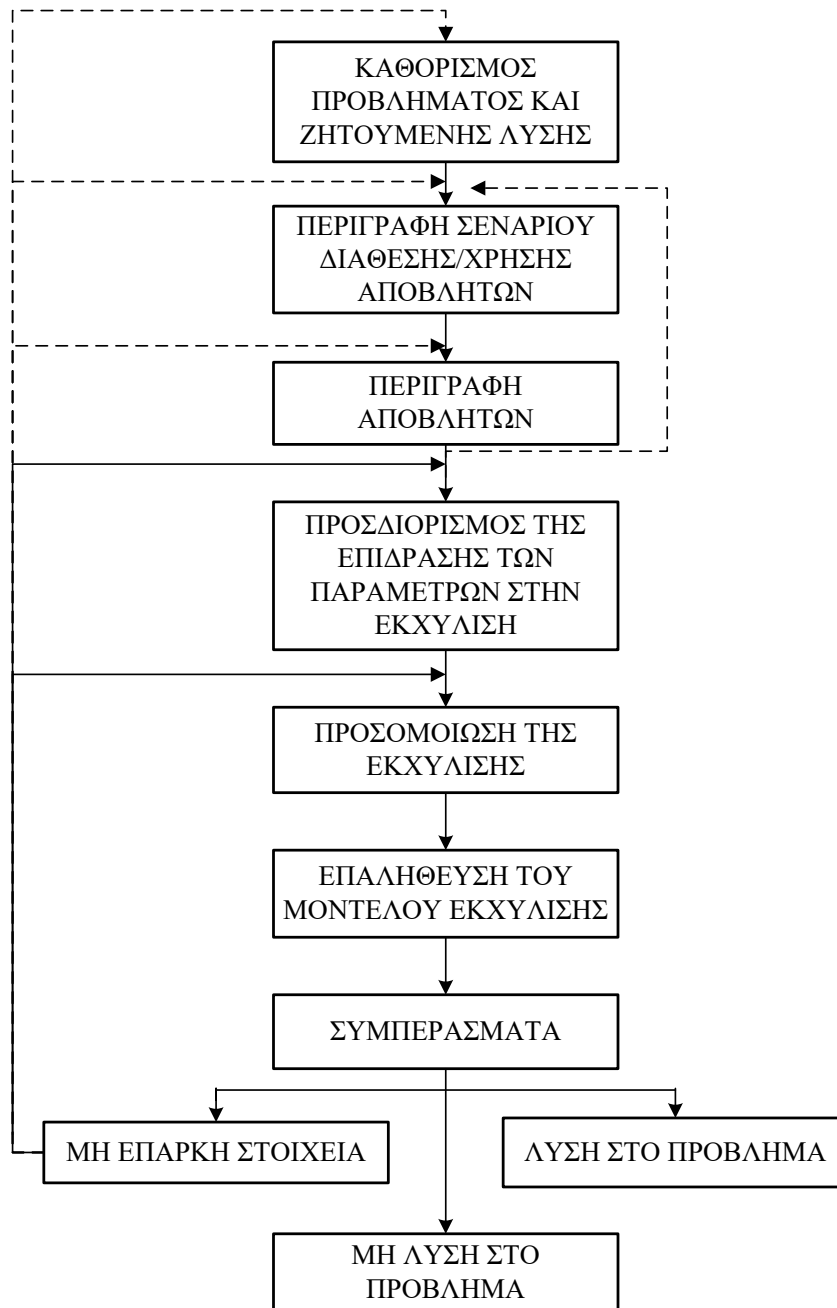 ΚΑΘΟΡΙΣΜΟΣ
ΠΡΟΒΛΗΜΑΤΟΣ ΚΑΙ
ΖΗΤΟΥΜΕΝΗΣ ΛΥΣΗΣ
ΠΕΡΙΓΡΑΦΗ ΣΕΝΑΡΙΟΥ
ΔΙΑΘΕΣΗΣ/ΧΡΗΣΗΣ
ΑΠΟΒΛΗΤΩΝ
ΠΕΡΙΓΡΑΦΗ
ΑΠΟΒΛΗΤΩΝ
ΠΡΟΣΔΙΟΡΙΣΜΟΣ ΤΗΣ
ΕΠΙΔΡΑΣΗΣ ΤΩΝ
ΠΑΡΑΜΕΤΡΩΝ ΣΤΗΝ
ΕΚΧΥΛΙΣΗ
ΠΡΟΣΟΜΟΙΩΣΗ ΤΗΣ
ΕΚΧΥΛΙΣΗΣ
ΕΠΑΛΗΘΕΥΣΗ ΤΟΥ
ΜΟΝΤΕΛΟΥ ΕΚΧΥΛΙΣΗΣ
ΣΥΜΠΕΡΑΣΜΑΤΑ
ΜΗ ΕΠΑΡΚΗ ΣΤΟΙΧΕΙΑ
ΛΥΣΗ ΣΤΟ ΠΡΟΒΛΗΜΑ
ΜΗ ΛΥΣΗ ΣΤΟ
ΠΡΟΒΛΗΜΑ